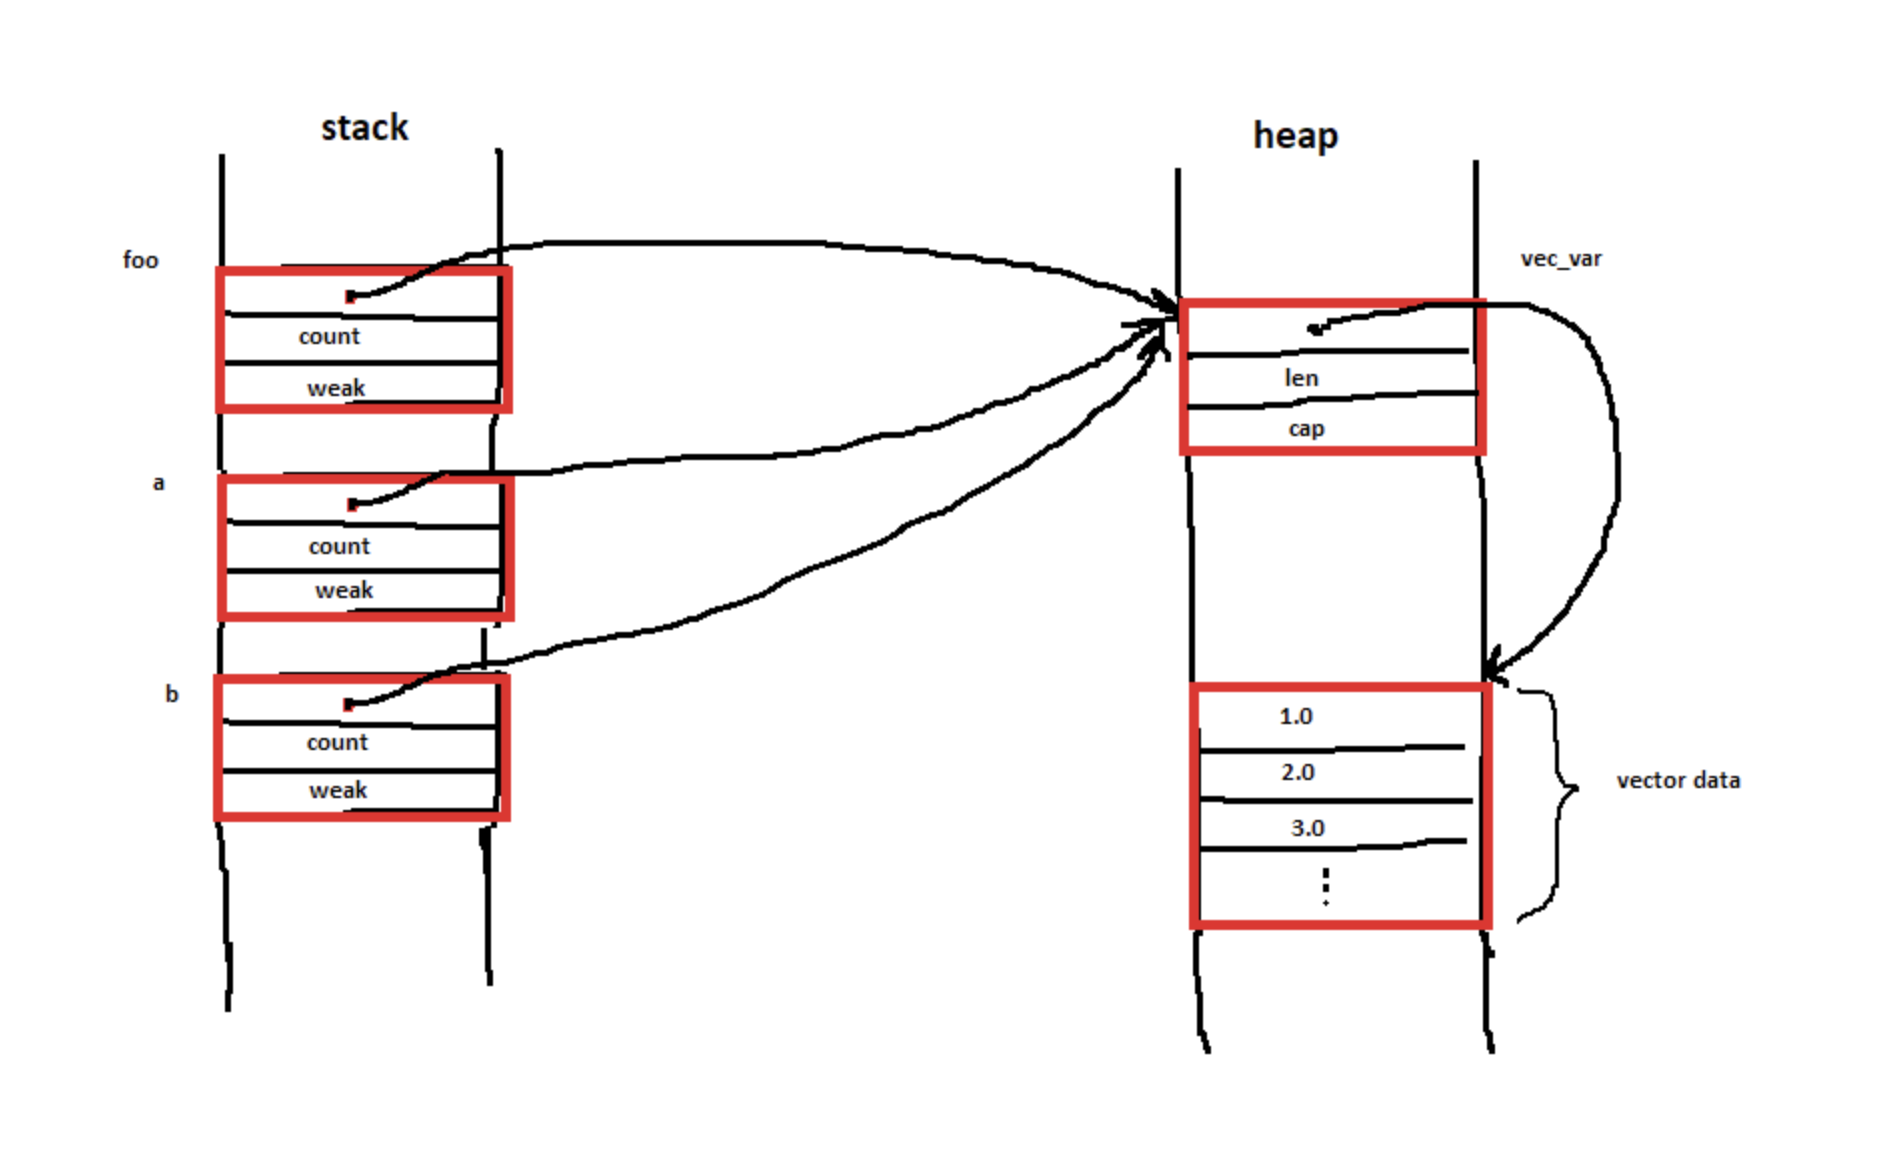 stack
foo
count
weak
a
count
weak
b
count
weak
heap
vec_var
len
cap
1.0
2.0
3.0
vector data